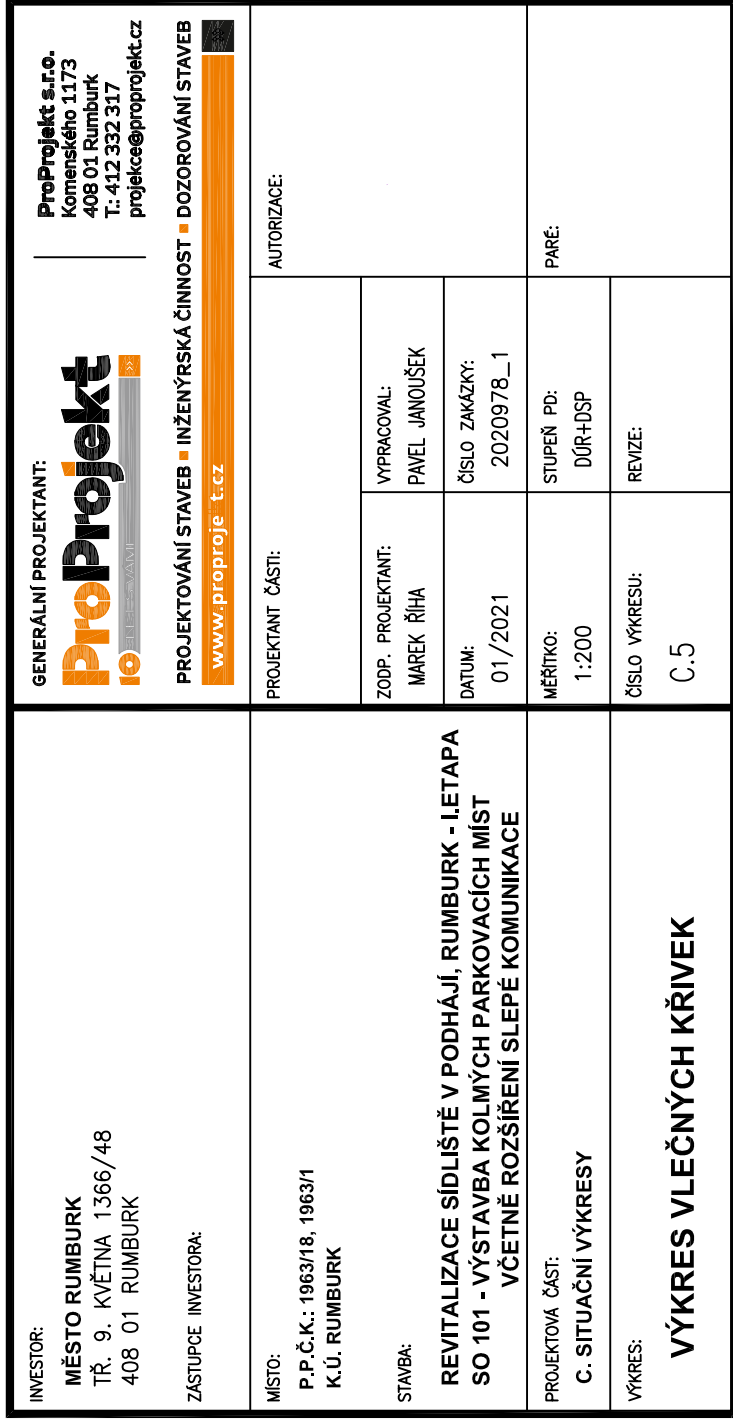 INVESTOR:
MĚSTO RUMBURK
TŘ. 9. KVĚTNA 1366/48
408 01 RUMBURK
ZÁSTUPCE INVESTORA:
GENERÁLNÍ PROJEKTANT:
ProProjekt
ProProjekt s.r.o.
Komenského 1173
408 01 Rumburk
T.: 412 332 317
projekce@proprojekt.cz
PROJEKTOVÁNÍ STAVEB ▪ INŽENÝRSKÁ ČINNOST ▪ DOZOROVÁNÍ STAVEB
www.proproje t.cz
MÍSTO:
P.P.Č.K.: 1963/18, 1963/1
K.Ú. RUMBURK
STAVBA:
REVITALIZACE SÍDLIŠTĚ V PODHÁJÍ, RUMBURK - I.ETAPA
SO 101 - VÝSTAVBA KOLMÝCH PARKOVACÍCH MÍST
VČETNĚ ROZŠÍŘENÍ SLEPÉ KOMUNIKACE
PROJEKTANT ČÁSTI:
AUTORIZACE:
ZODP. PROJEKTANT:
MAREK ŘÍHA
VYPRACOVAL:
PAVEL JANOUŠEK
DATUM:
01/2021
ČÍSLO ZAKÁZKY:
2020978_1
PROJEKTOVÁ ČÁST:
C. SITUAČNÍ VÝKRESY
MĚŘÍTKO:
1:200
STUPEŇ PD:
DÚR+DSP
PARÉ:
VÝKRES:
VÝKRES VLEČNÝCH KŘIVEK
ČÍSLO VÝKRESU:
C.5
REVIZE: